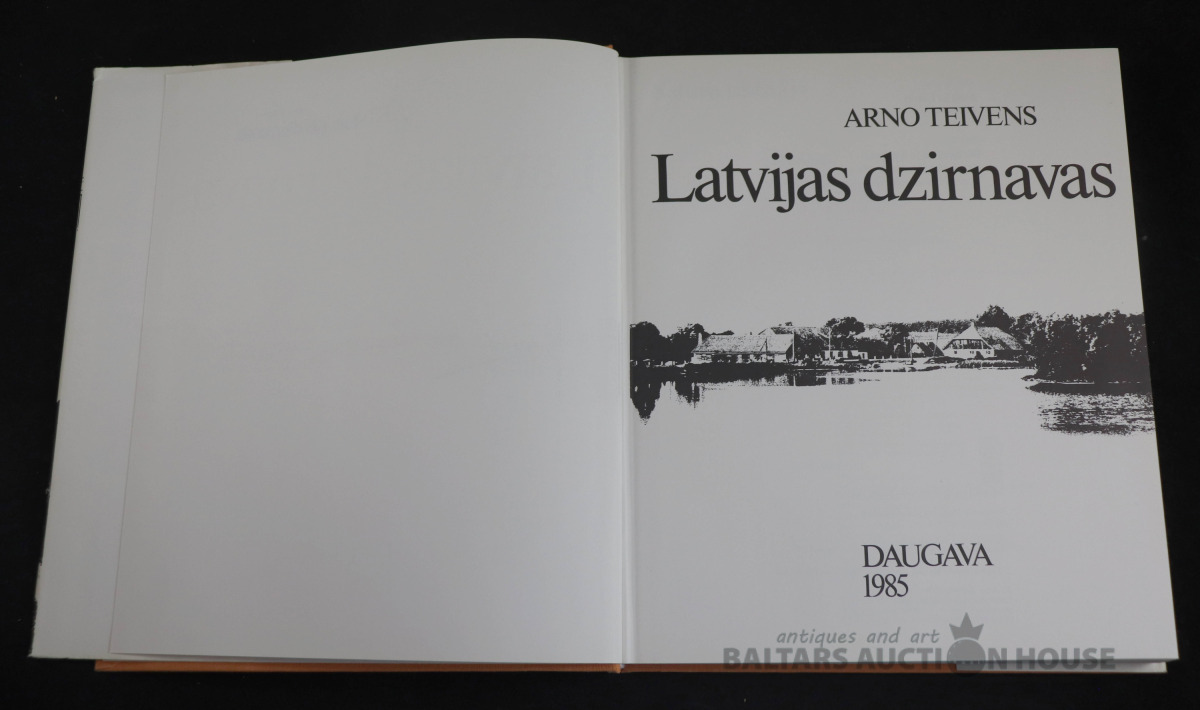 ARNO TEIVENS
Latvijas dzirnavas
DAUGAVA
1985
antiques and art
BALTARS AUCTION HOUSE